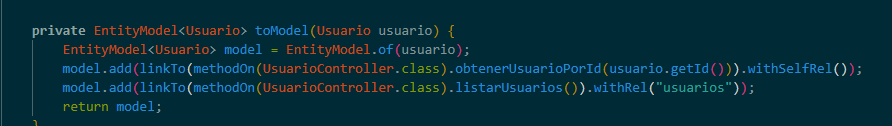 private EntityModel<Usuario> toModel(Usuario usuario) {
EntityModel<Usuario> model = EntityModel.of(usuario);
model.add(linkTo(methodOn(UsuarioController.class).obtenerUsuarioPorId(usuario.getId())).withSelfRel());
model.add(linkTo(methodOn(UsuarioController.class).listarUsuarios()).withRel("usuarios"));
return model;
}